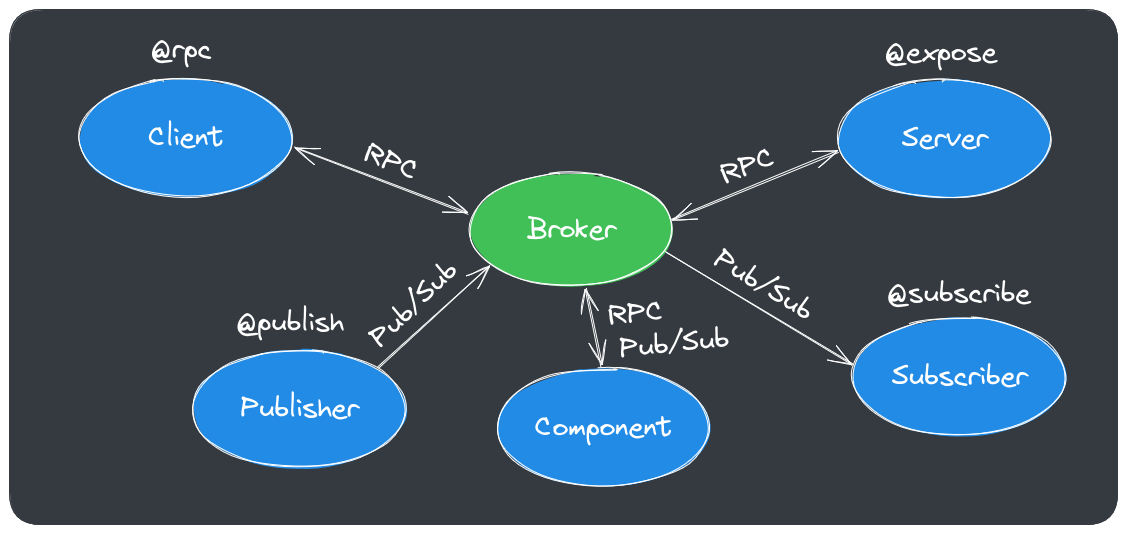 @rpc
@expose
Client
Server
RPC
RPC
Broker
Pub/Sub
Pub/Sub
@publish
@subscribe
RPC
Pub/Sub
Publisher
Component
Subscriber